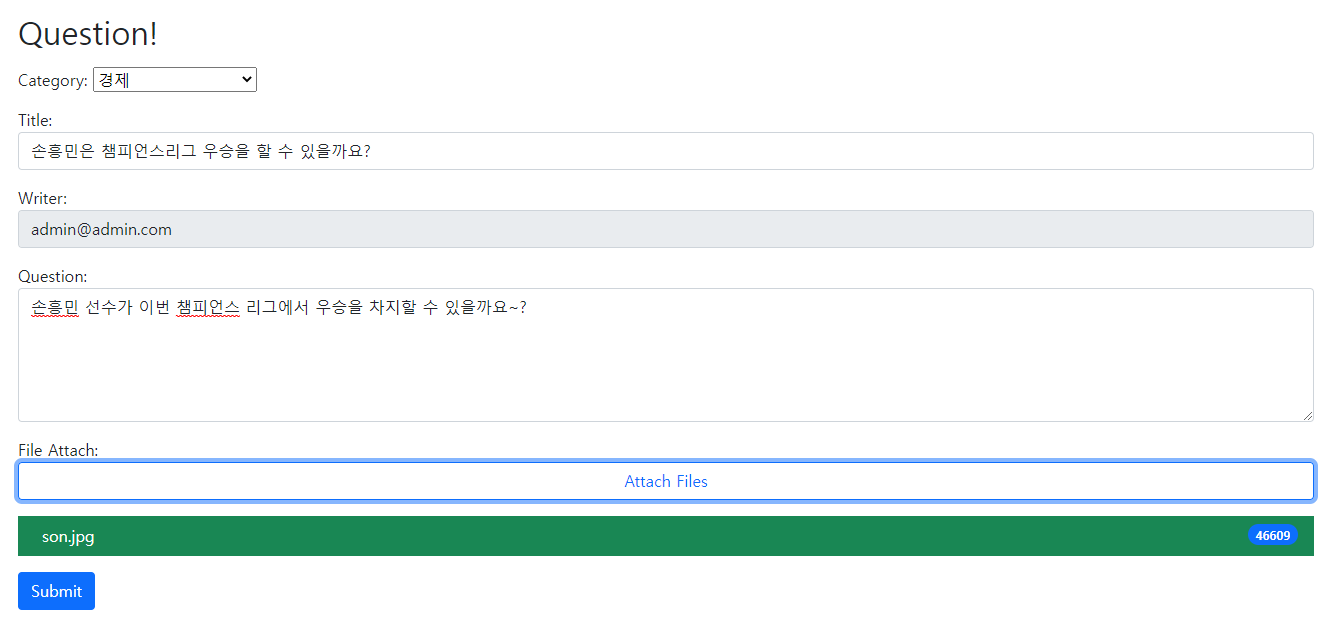 Question!
Category: 경제
Title:
손흥민은 챔피언스리그 우승을 할 수 있을까요?
Writer:
admin@admin.com
Question:
손흥민 선수가 이번 챔피언스 리그에서 우승을 차지할 수 있을까요~?
File Attach:
Attach Files
son.jpg 46609
Submit